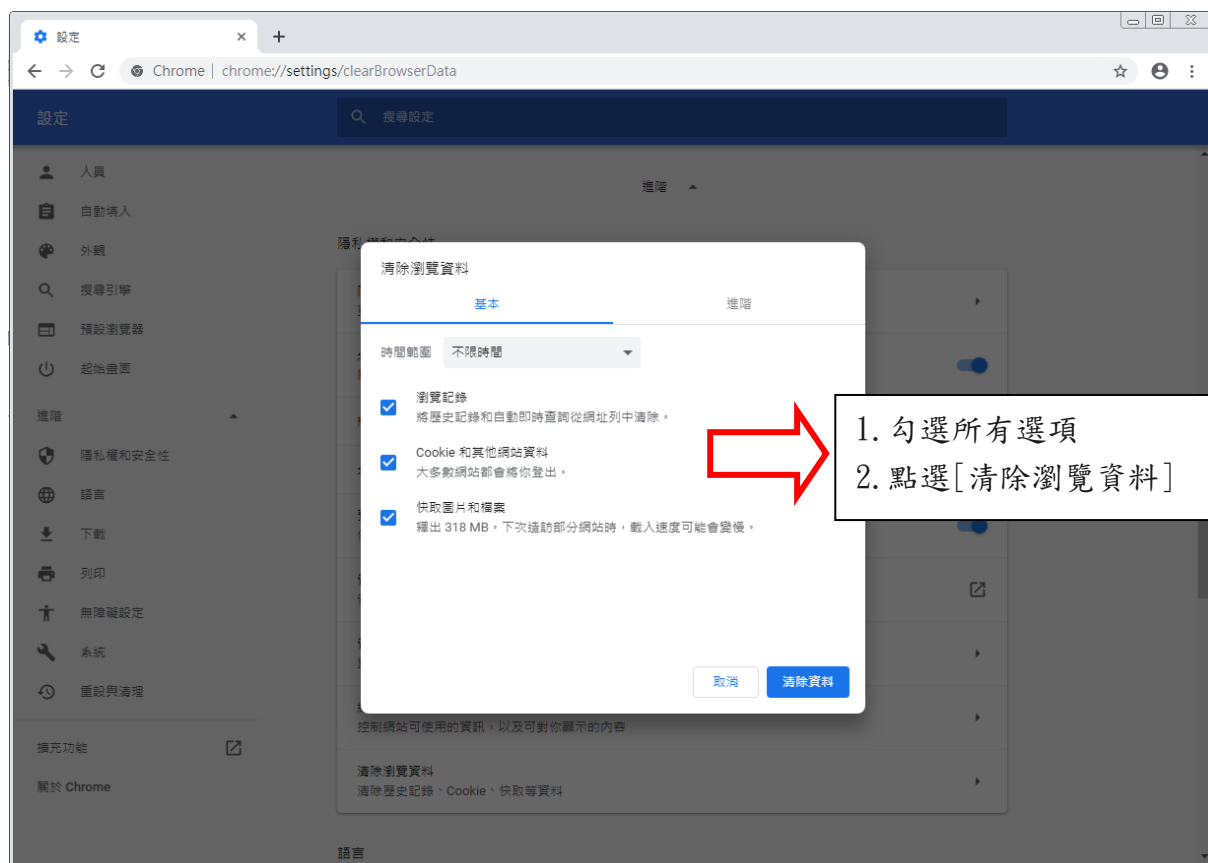 設定
Chrome | chrome://settings/clearBrowserData
設定
搜尋設定
人員
自動填入
外觀
搜尋引擎
預設瀏覽器
起始畫面
進階
隱私權和安全性
語言
下載
列印
無障礙設定
系統
重設與清理
擴充功能
關於 Chrome
進階
隱私權和安全性
清除瀏覽資料
基本
進階
時間範圍
不限時間
瀏覽記錄
將歷史記錄和自動即時查詢從網址列中清除。
Cookie 和其他網站資料
大多數網站都會將你登出。
快取圖片和檔案
釋出 318 MB。下次造訪部分網站時，載入速度可能會變慢。
取消
清除資料
1.勾選所有選項
2.點選[清除瀏覽資料]
控制網站可使用的資訊，以及可對你顯示的內容
清除瀏覽資料
清除歷史記錄、Cookie、快取等資料
語言